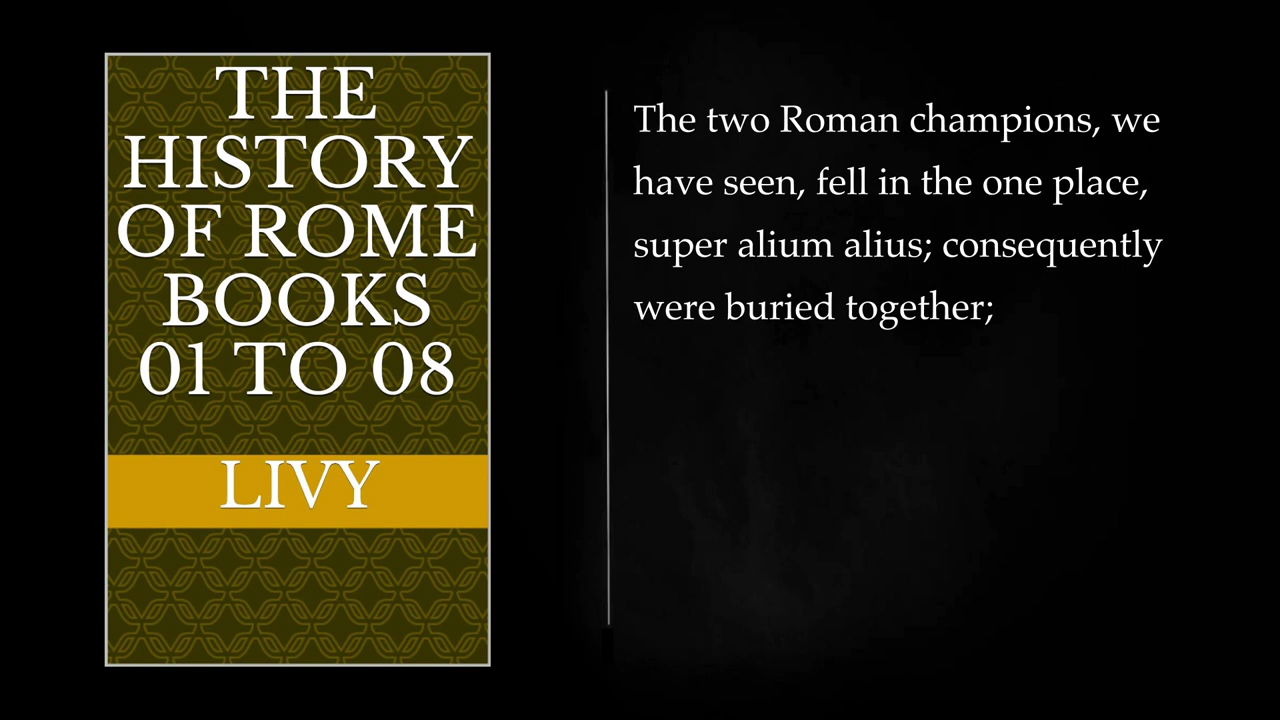 THE
HISTORY
OF ROME
BOOKS
01 TO 08
LIVY
The two Roman champions, we
have seen, fell in the one place,
super alium alius; consequently
were buried together;